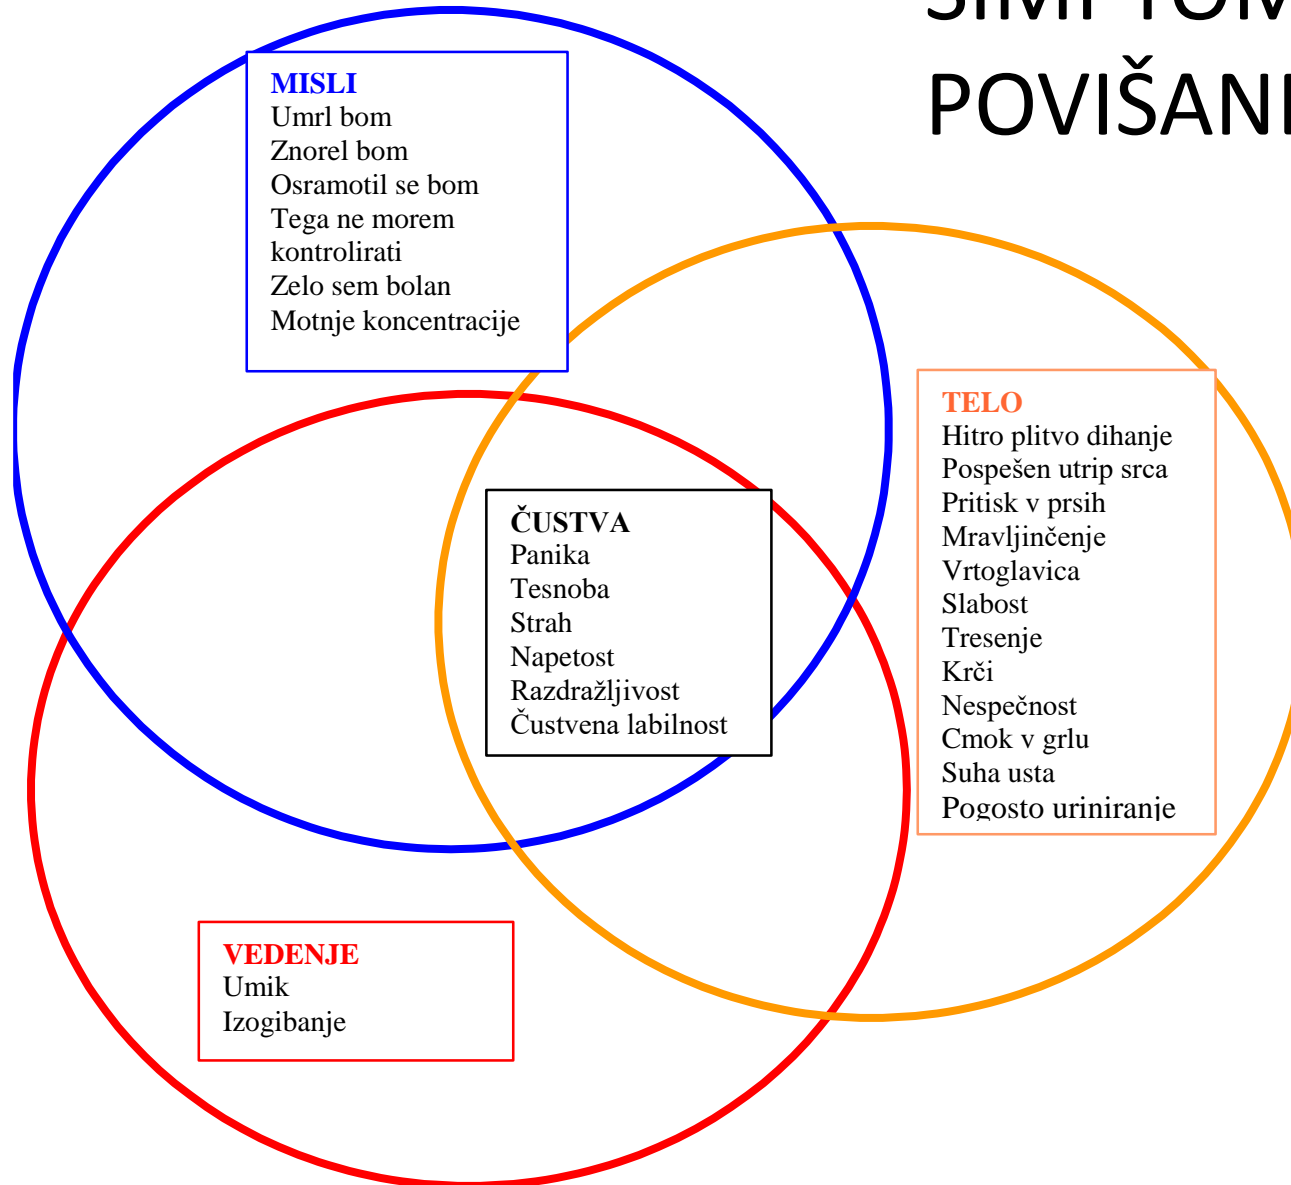 SIMPTOM
POVIŠANI
MISLI
Umrl bom
Znorel bom
Osramotil se bom
Tega ne morem
kontrolirati
Zelo sem bolan
Motnje koncentracije
TELO
Hitro plitvo dihanje
Pospešen utrip srca
Pritisk v prsih
Mravljinčenje
Vrtoglavica
Slabost
Tresenje
Krči
Nespečnost
Cmok v grlu
Suha usta
Pogosto uriniranje
ČUSTVA
Panika
Tesnoba
Strah
Napetost
Razdražljivost
Čustvena labilnost
VEDENJE
Umik
Izogibanje